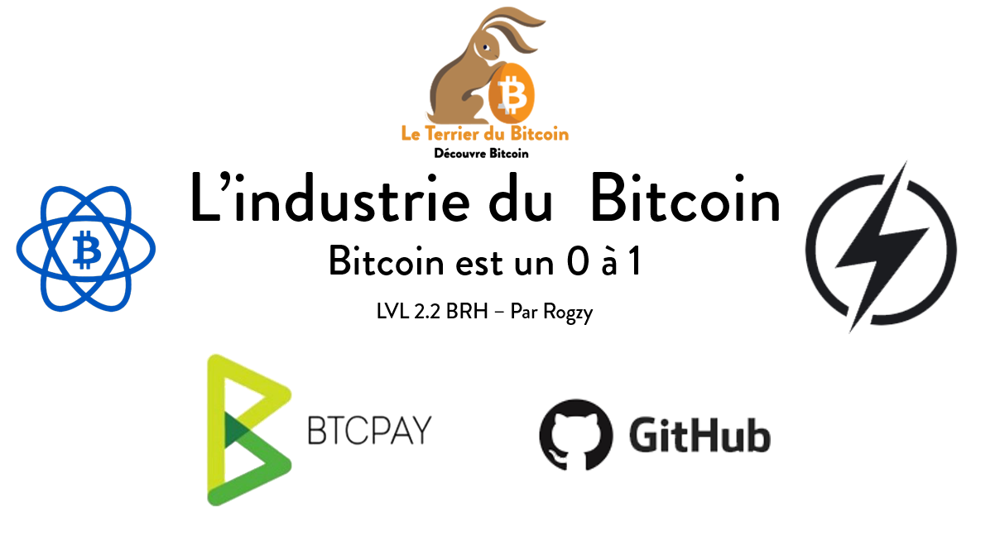 Le Terrier du Bitcoin
Découvre Bitcoin
L’industrie du Bitcoin
Bitcoin est un 0 à 1
LVL 2.2 BRH – Par Rogzy
BTCPAY
GitHub